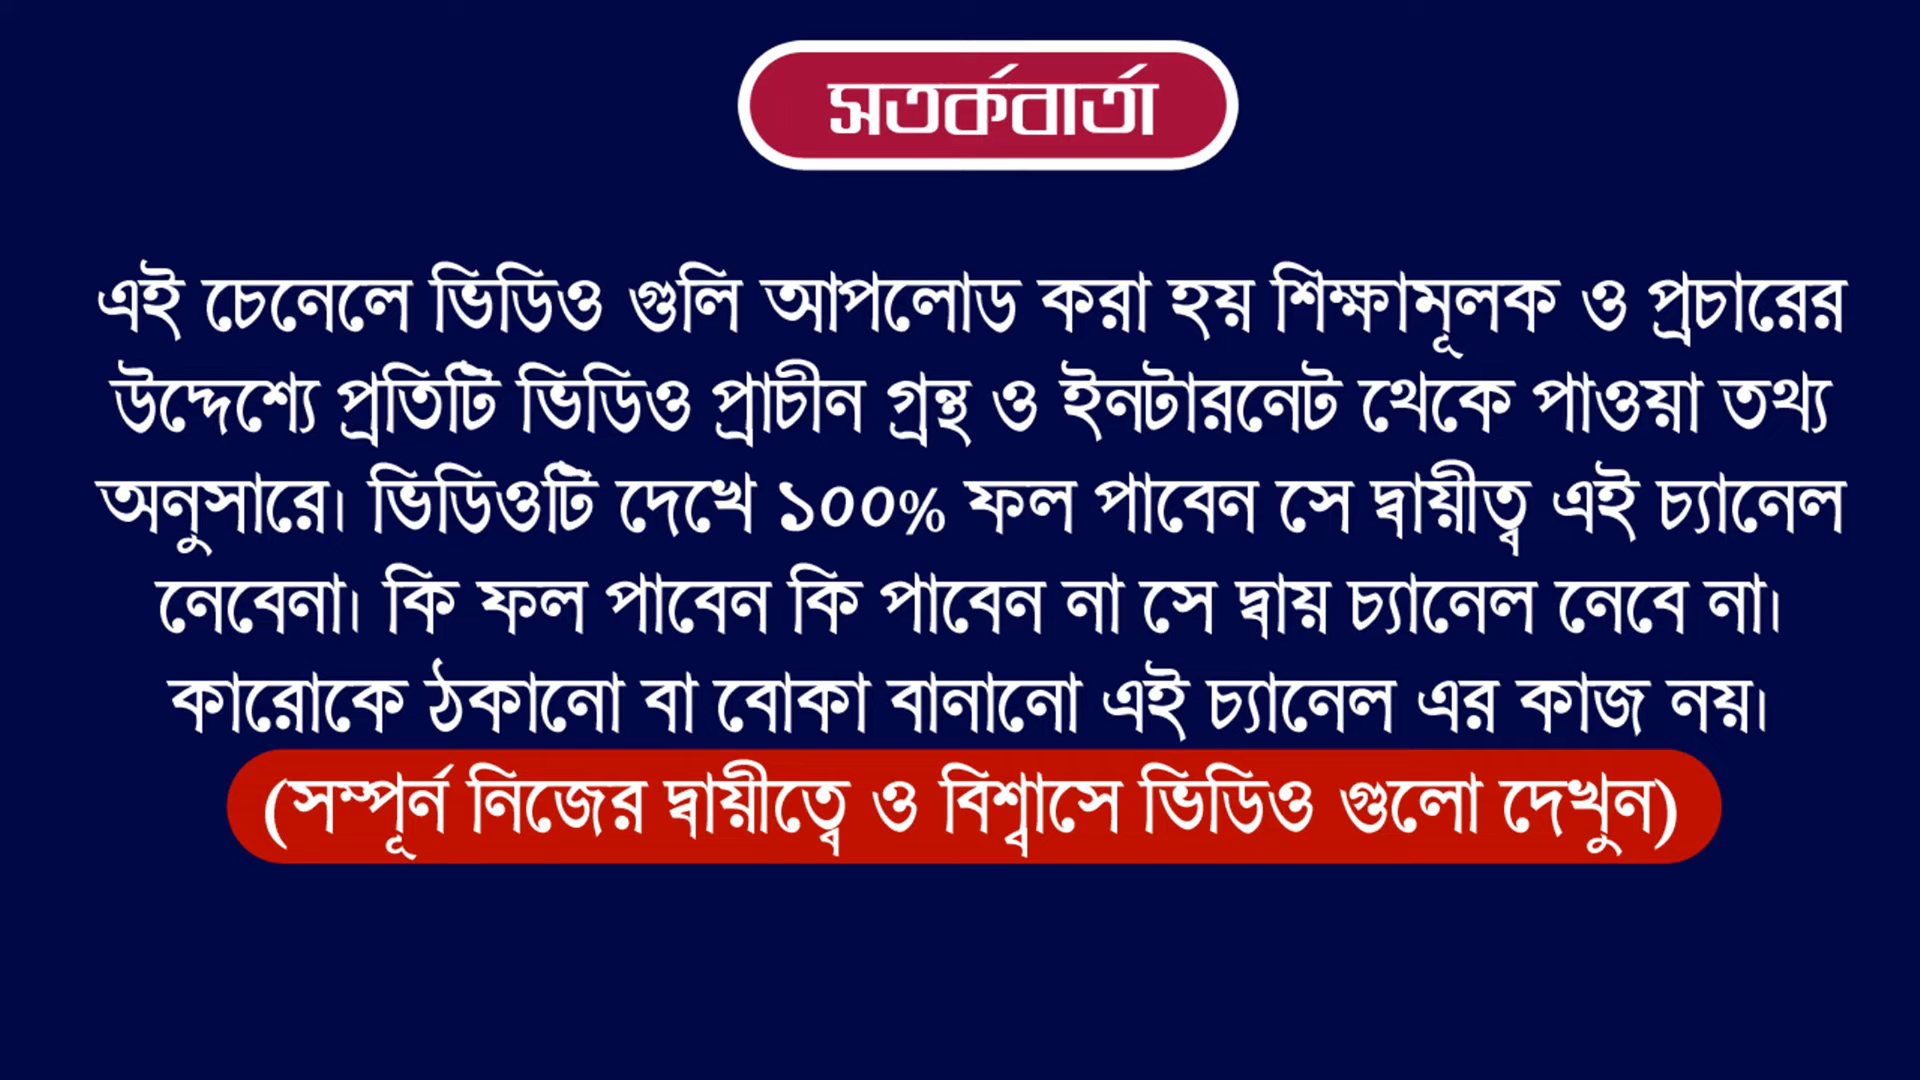 সতর্কবার্তা
এই চেনেলে ভিডিও গুলি আপলোড করা হয় শিক্ষামূলক ও প্রচারের
উদ্দেশ্যে প্রতিটি ভিডিও প্রাচীন গ্রন্থ ও ইনটারনেট থেকে পাওয়া তথ্য
অনুসারে। ভিডিওটি দেখে ১০০% ফল পাবেন সে দ্বায়ীত্ব এই চ্যানেল
নেবেনা। কি ফল পাবেন কি পাবেন না সে দ্বায় চ্যানেল নেবে না।
কারোকে ঠকানো বা বোকা বানানো এই চ্যানেল এর কাজ নয়।
(সম্পূর্ন নিজের দ্বায়ীত্বে ও বিশ্বাসে ভিডিও গুলো দেখুন)